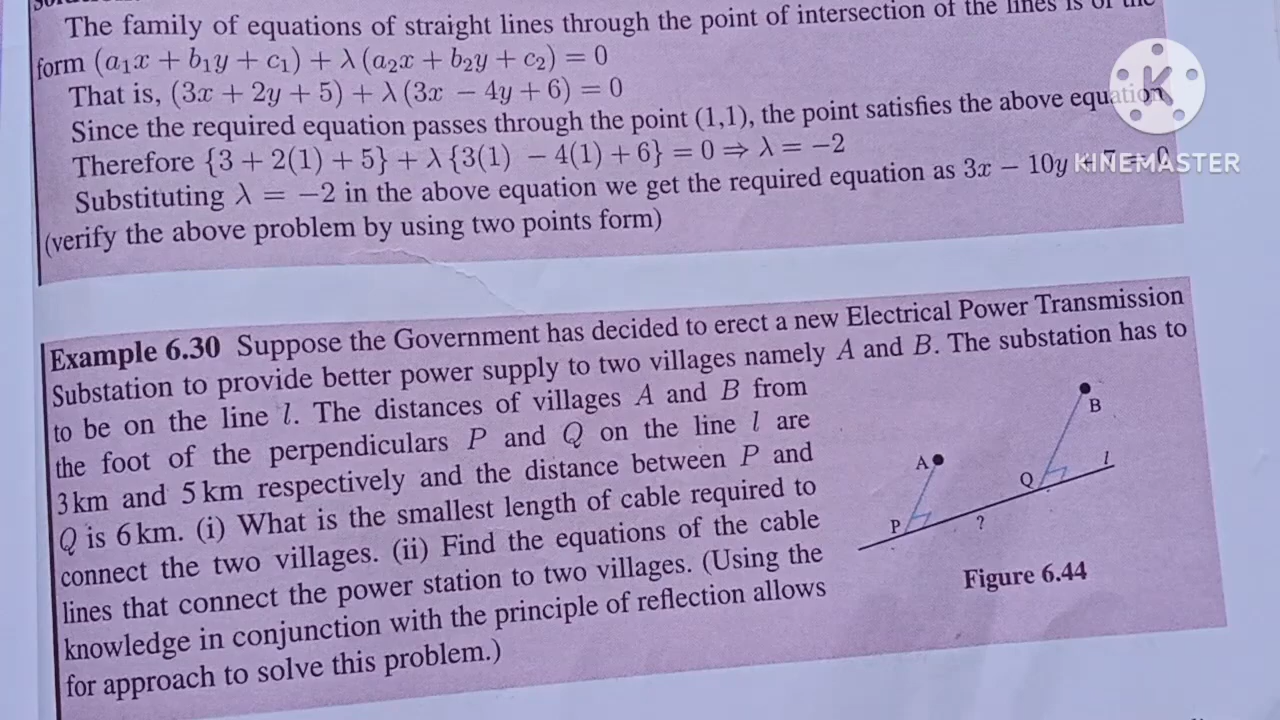 The family of equations of straight lines through the point of intersection of the lines is of the
form (a₁x + b₁y + c₁) + λ(a₂x + b₂y + c₂) = 0
That is, (3x + 2y + 5) + λ(3x − 4y + 6) = 0
Since the required equation passes through the point (1,1), the point satisfies the above equation
Therefore {3 + 2(1) + 5} + λ{3(1) − 4(1) + 6} = 0 ⇒ λ = −2
Substituting λ = −2 in the above equation we get the required equation as 3x − 10y
(verify the above problem by using two points form)
K
KINEMASTER
Example 6.30 Suppose the Government has decided to erect a new Electrical Power Transmission
Substation to provide better power supply to two villages namely A and B. The substation has to
to be on the line l. The distances of villages A and B from
the foot of the perpendiculars P and Q on the line l are
3 km and 5 km respectively and the distance between P and
Q is 6 km. (i) What is the smallest length of cable required to
connect the two villages. (ii) Find the equations of the cable
lines that connect the power station to two villages. (Using the
knowledge in conjunction with the principle of reflection allows
for approach to solve this problem.)
B
A
Q
l
P
?
Figure 6.44